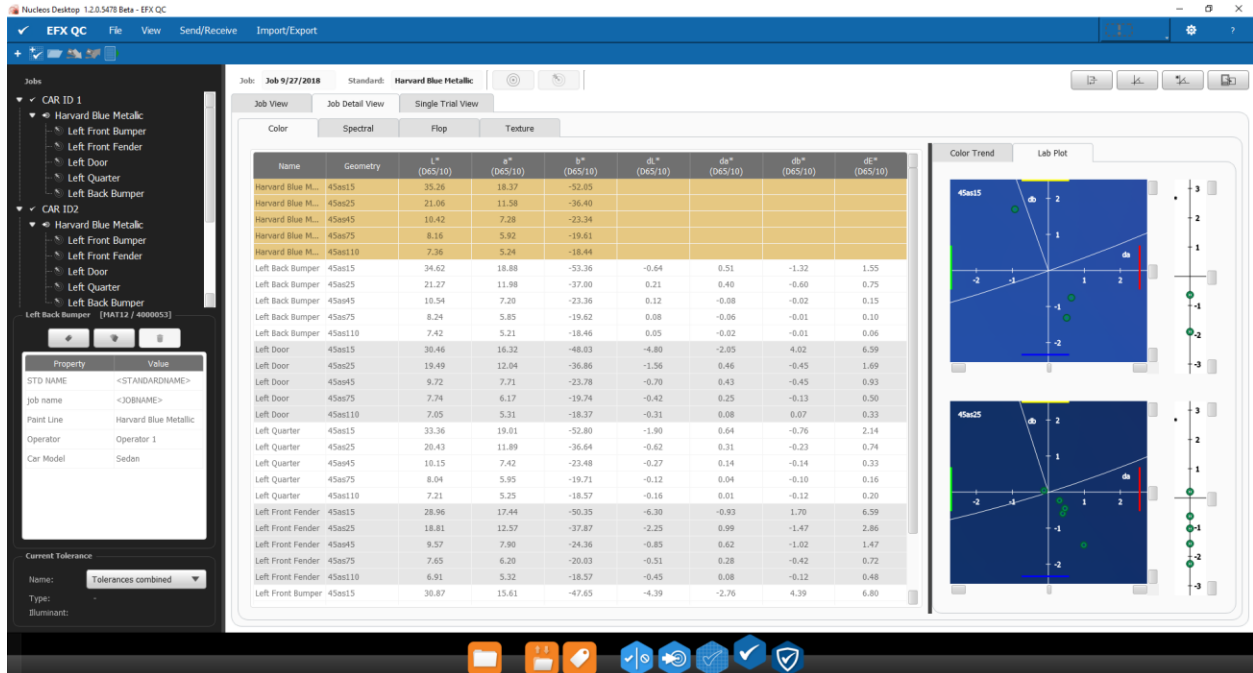 Nucleos Desktop 1.2.0.5478 Beta - EFX QC
EFX QC File View Send/Receive Import/Export ?
Jobs
CAR ID 1
Harvard Blue Metalic
Left Front Bumper
Left Front Fender
Left Door
Left Quarter
Left Back Bumper
CAR ID2
Harvard Blue Metalic
Left Front Bumper
Left Front Fender
Left Door
Left Quarter
Left Back Bumper
Left Back Bumper [MAT12 / 4000053]
Property Value
STD NAME <STANDARDNAME>
job name <JOBNAME>
Paint Line Harvard Blue Metallic
Operator Operator 1
Car Model Sedan
Current Tolerance
Name: Tolerances combined
Type: -
Illuminant:
Job: Job 9/27/2018 Standard: Harvard Blue Metallic
Job View Job Detail View Single Trial View
Color Spectral Flop Texture
Name Geometry L* (D65/10) a* (D65/10) b* (D65/10) dL* (D65/10) da* (D65/10) db* (D65/10) dE* (D65/10)
Harvard Blue M... 45as15 35.26 18.37 -52.05
Harvard Blue M... 45as25 21.06 11.58 -36.40
Harvard Blue M... 45as45 10.42 7.28 -23.34
Harvard Blue M... 45as75 8.16 5.92 -19.61
Harvard Blue M... 45as110 7.36 5.24 -18.44
Left Back Bumper 45as15 34.62 18.88 -53.36 -0.64 0.51 -1.32 1.55
Left Back Bumper 45as25 21.27 11.98 -37.00 0.21 0.40 -0.60 0.75
Left Back Bumper 45as45 10.54 7.20 -23.36 0.12 -0.08 -0.02 0.15
Left Back Bumper 45as75 8.24 5.85 -19.62 0.08 -0.06 -0.01 0.10
Left Back Bumper 45as110 7.42 5.21 -18.46 0.05 -0.02 -0.01 0.06
Left Door 45as15 30.46 16.32 -48.03 -4.80 -2.05 4.02 6.59
Left Door 45as25 19.49 12.04 -36.86 -1.56 0.46 -0.45 1.69
Left Door 45as45 9.72 7.71 -23.78 -0.70 0.43 -0.45 0.93
Left Door 45as75 7.74 6.17 -19.74 -0.42 0.25 -0.13 0.50
Left Door 45as110 7.05 5.31 -18.37 -0.31 0.08 0.07 0.33
Left Quarter 45as15 33.36 19.01 -52.80 -1.90 0.64 -0.76 2.14
Left Quarter 45as25 20.43 11.89 -36.64 -0.62 0.31 -0.23 0.74
Left Quarter 45as45 10.15 7.42 -23.48 -0.27 0.14 -0.14 0.33
Left Quarter 45as75 8.04 5.95 -19.71 -0.12 0.04 -0.10 0.16
Left Quarter 45as110 7.21 5.25 -18.57 -0.16 0.01 -0.12 0.20
Left Front Fender 45as15 28.96 17.44 -50.35 -6.30 -0.93 1.70 6.59
Left Front Fender 45as25 18.81 12.57 -37.87 -2.25 0.99 -1.47 2.86
Left Front Fender 45as45 9.57 7.90 -24.36 -0.85 0.62 -1.02 1.47
Left Front Fender 45as75 7.65 6.20 -20.03 -0.51 0.28 -0.42 0.72
Left Front Fender 45as110 6.91 5.32 -18.57 -0.45 0.08 -0.12 0.48
Left Front Bumper 45as15 30.87 15.61 -47.65 -4.39 -2.76 4.39 6.80
Color Trend Lab Plot
45as15 db 2 3
2
1 1
da
-2 -1 1 2
-1 -1
-2 -2
-3
45as25 db 2 3
2
1 1
da
-2 -1 1 2
-1 -1
-2 -2
-3